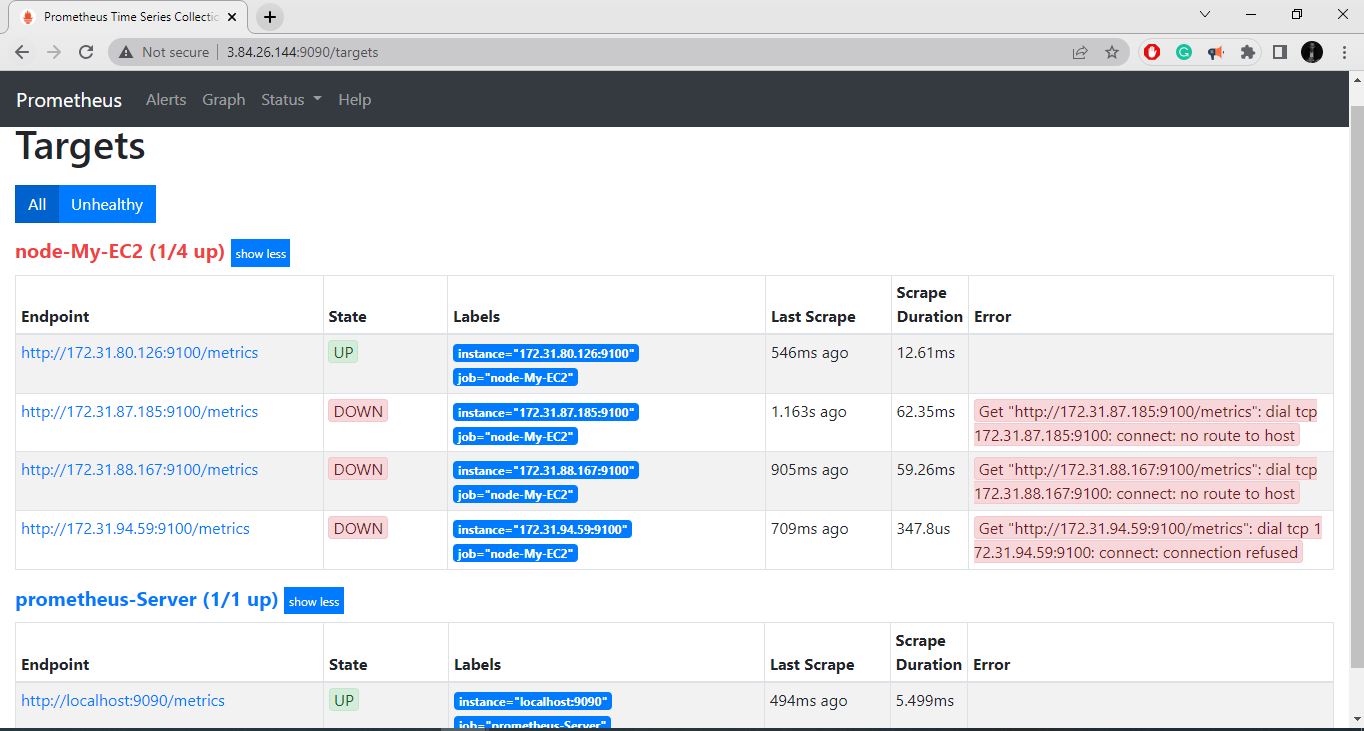 Prometheus Time Series Collectio
Not secure 3.84.26.144:9090/targets
Prometheus Alerts Graph Status Help
Targets
All Unhealthy
node-My-EC2 (1/4 up) show less
Endpoint State Labels Last Scrape Scrape Duration Error
http://172.31.80.126:9100/metrics UP instance="172.31.80.126:9100" 546ms ago 12.61ms
job="node-My-EC2"
http://172.31.87.185:9100/metrics DOWN instance="172.31.87.185:9100" 1.163s ago 62.35ms Get "http://172.31.87.185:9100/metrics": dial tcp
job="node-My-EC2" 172.31.87.185:9100: connect: no route to host
http://172.31.88.167:9100/metrics DOWN instance="172.31.88.167:9100" 905ms ago 59.26ms Get "http://172.31.88.167:9100/metrics": dial tcp
job="node-My-EC2" 172.31.88.167:9100: connect: no route to host
http://172.31.94.59:9100/metrics DOWN instance="172.31.94.59:9100" 709ms ago 347.8us Get "http://172.31.94.59:9100/metrics": dial tcp 1
job="node-My-EC2" 72.31.94.59:9100: connect: connection refused
prometheus-Server (1/1 up) show less
Endpoint State Labels Last Scrape Scrape Duration Error
http://localhost:9090/metrics UP instance="localhost:9090" 494ms ago 5.499ms
job="prometheus-Server"